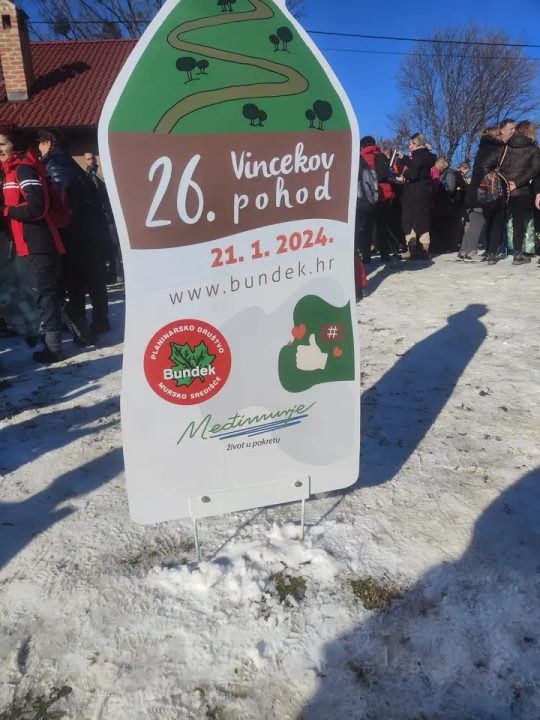 26. Vincekov
pohod
21. 1. 2024.
www.bundek.hr
PLANINARSKO DRUŠTVO
Bundek
MURSKO SREDIŠĆE
#
Međimurje
život u pokretu